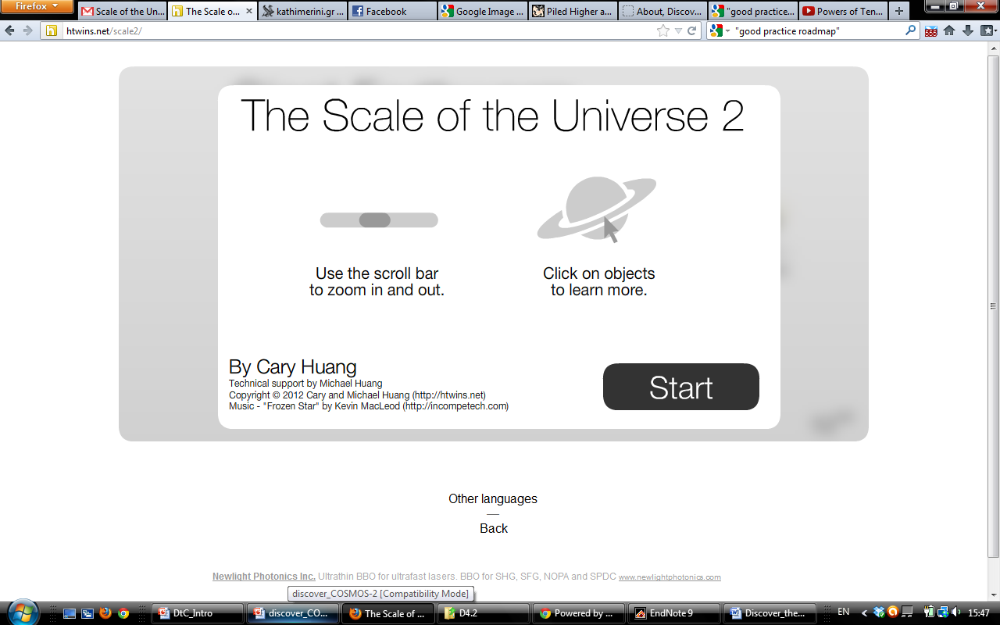 Firefox
Scale of the Un...
The Scale o...
kathimerini.gr ...
Facebook
Google Image ...
Piled Higher a...
About, Discov...
"good practice...
Powers of Ten...
htwins.net/scale2/
"good practice roadmap"
The Scale of the Universe 2
Use the scroll bar
to zoom in and out.
Click on objects
to learn more.
By Cary Huang
Technical support by Michael Huang
Copyright © 2012 Cary and Michael Huang (http://htwins.net)
Music - "Frozen Star" by Kevin MacLeod (http://incompetech.com)
Start
Other languages
Back
Newlight Photonics Inc. Ultrathin BBO for ultrafast lasers. BBO for SHG, SFG, NOPA and SPDC www.newlightphotonics.com
discover_COSMOS-2 [Compatibility Mode]
DtC_Intro
discover_CO...
The Scale of ...
D4.2
Powered by ...
EndNote 9
Discover_the...
EN
15:47